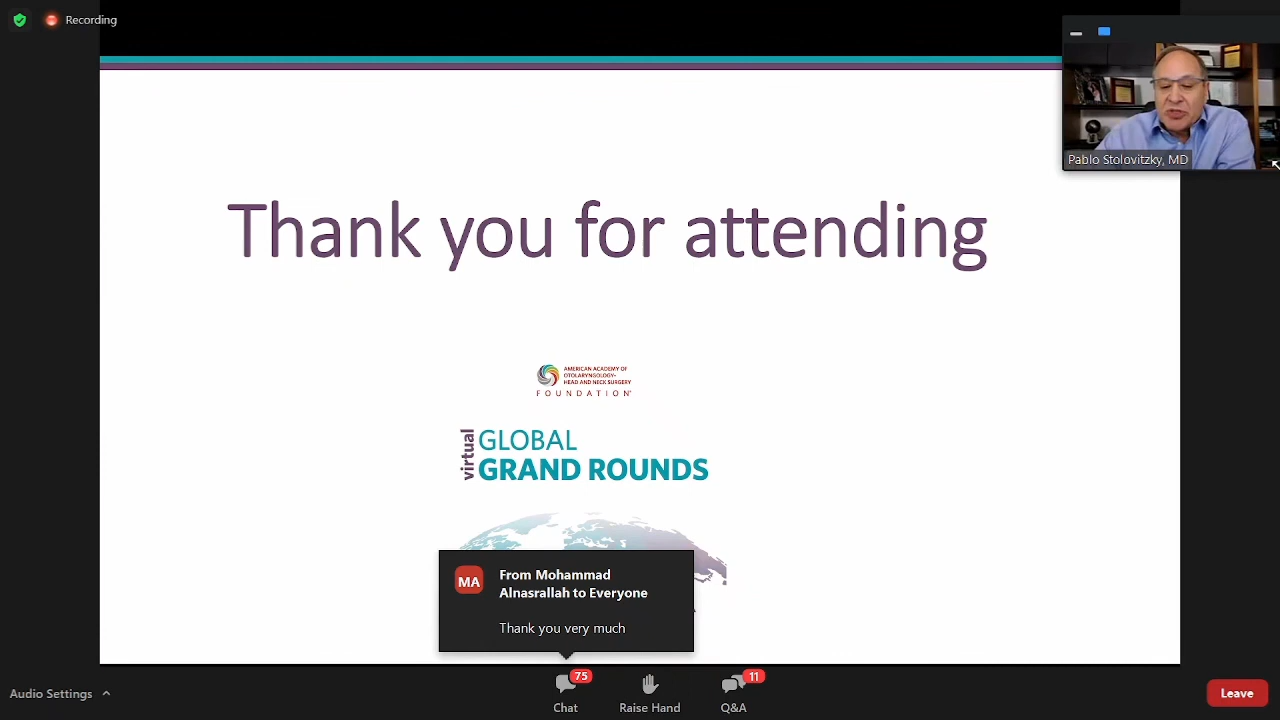 Recording
Pablo Stolovitzky, MD
Thank you for attending
AMERICAN ACADEMY OF
OTOLARYNGOLOGY-
HEAD AND NECK SURGERY
FOUNDATION
virtual
GLOBAL
GRAND ROUNDS
MA
From Mohammad
Alnasrallah to Everyone
Thank you very much
Audio Settings
75
Chat
Raise Hand
11
Q&A
Leave